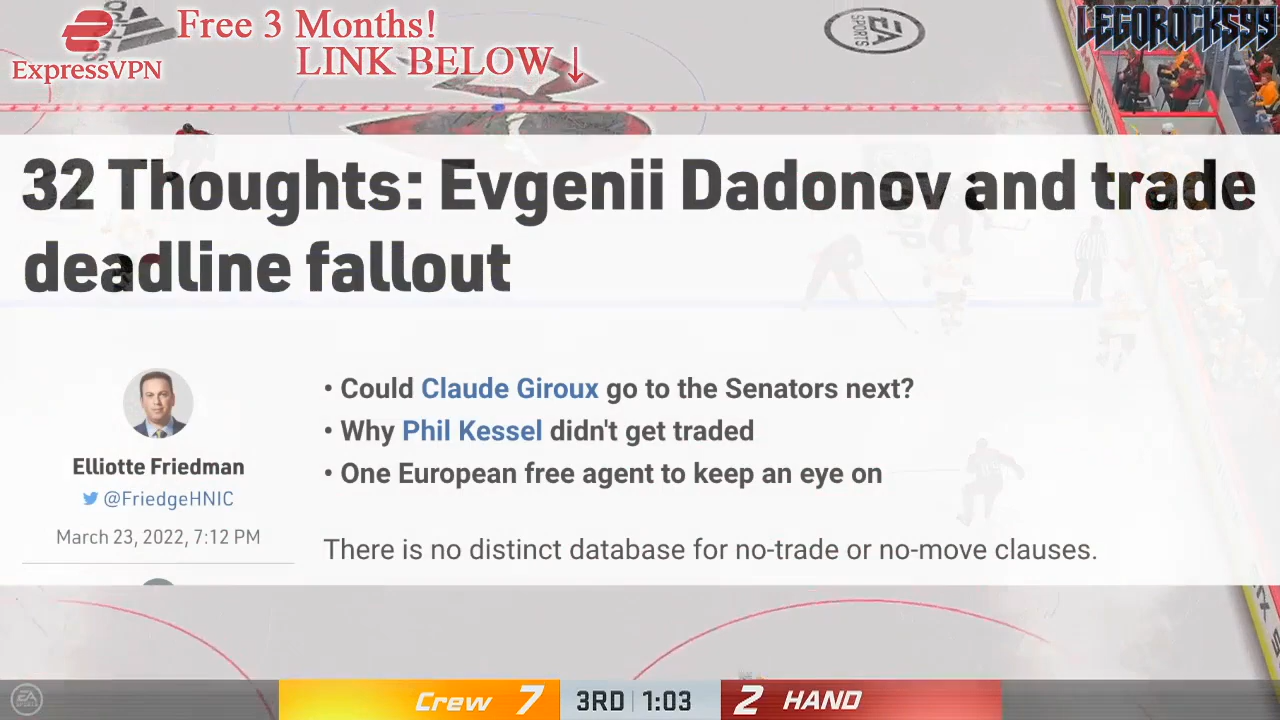 Free 3 Months!
LEGOROCKS99
ExpressVPN
LINK BELOW ↓
EA
SPORTS
32 Thoughts: Evgenii Dadonov and trade
deadline fallout
• Could Claude Giroux go to the Senators next?
• Why Phil Kessel didn't get traded
• One European free agent to keep an eye on
Elliotte Friedman
@FriedgeHNIC
March 23, 2022, 7:12 PM
There is no distinct database for no-trade or no-move clauses.
Crew 7 3RD 1:03 2 HAND